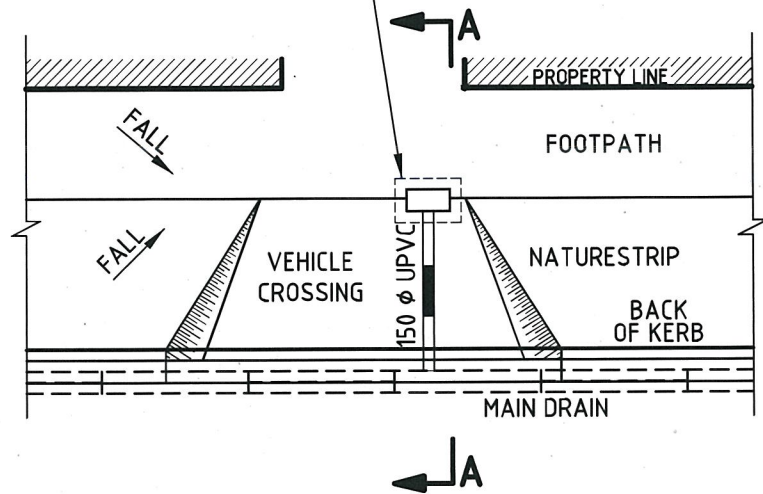 A
PROPERTY LINE
FALL
FOOTPATH
FALL
VEHICLE
CROSSING
150 φ UPVC
NATURESTRIP
BACK
OF KERB
MAIN DRAIN
A